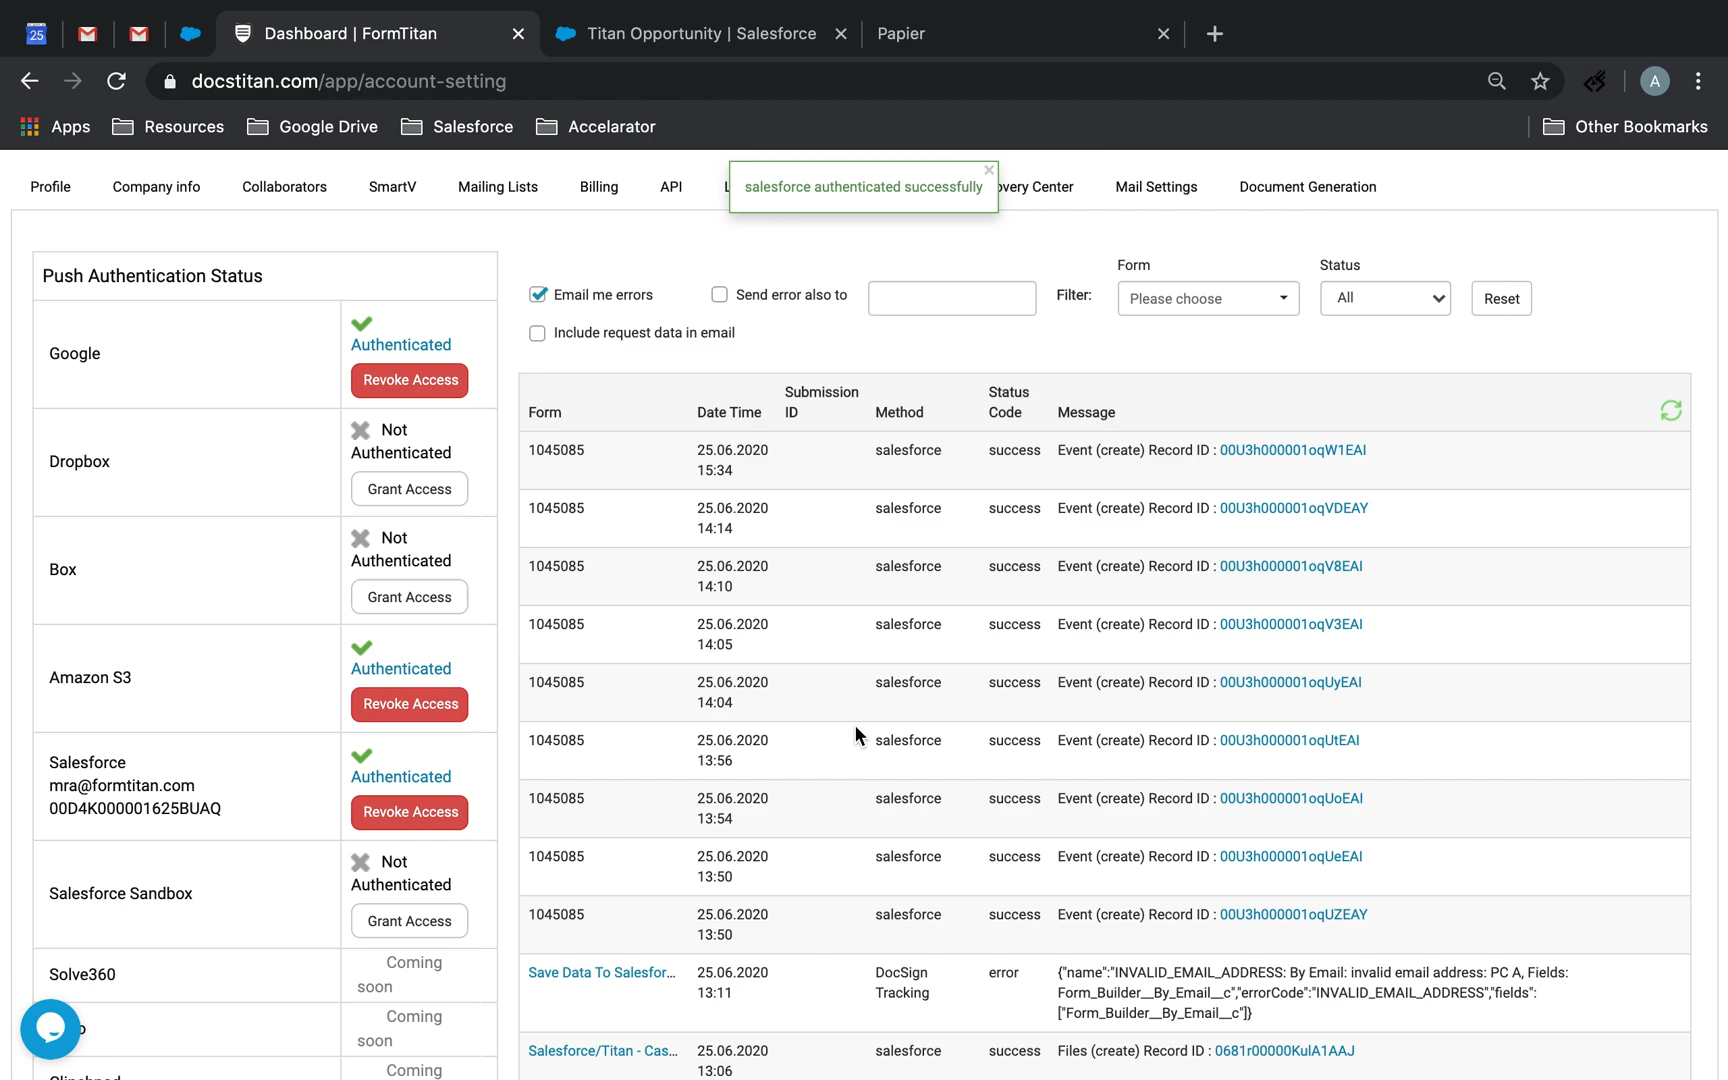 25
Dashboard | FormTitan
Titan Opportunity | Salesforce
Papier
docstitan.com/app/account-setting
A
Apps
Resources
Google Drive
Salesforce
Accelarator
Other Bookmarks
Profile
Company info
Collaborators
SmartV
Mailing Lists
Billing
API
salesforce authenticated successfully
overy Center
Mail Settings
Document Generation
Push Authentication Status
Google
Authenticated
Revoke Access
Dropbox
Not
Authenticated
Grant Access
Box
Not
Authenticated
Grant Access
Amazon S3
Authenticated
Revoke Access
Salesforce
mra@formtitan.com
00D4K000001625BUAQ
Authenticated
Revoke Access
Salesforce Sandbox
Not
Authenticated
Grant Access
Solve360
Coming
soon
Coming
soon
Coming
Email me errors
Send error also to
Include request data in email
Filter:
Form
Please choose
Status
All
Reset
Form Date Time Submission ID Method Status Code Message
1045085 25.06.2020 15:34 salesforce success Event (create) Record ID : 00U3h000001oqW1EAI
1045085 25.06.2020 14:14 salesforce success Event (create) Record ID : 00U3h000001oqVDEAY
1045085 25.06.2020 14:10 salesforce success Event (create) Record ID : 00U3h000001oqV8EAI
1045085 25.06.2020 14:05 salesforce success Event (create) Record ID : 00U3h000001oqV3EAI
1045085 25.06.2020 14:04 salesforce success Event (create) Record ID : 00U3h000001oqUyEAI
1045085 25.06.2020 13:56 salesforce success Event (create) Record ID : 00U3h000001oqUtEAI
1045085 25.06.2020 13:54 salesforce success Event (create) Record ID : 00U3h000001oqUoEAI
1045085 25.06.2020 13:50 salesforce success Event (create) Record ID : 00U3h000001oqUeEAI
1045085 25.06.2020 13:50 salesforce success Event (create) Record ID : 00U3h000001oqUZEAY
Save Data To Salesfor... 25.06.2020 13:11 DocSign Tracking error {"name":"INVALID_EMAIL_ADDRESS: By Email: invalid email address: PC A, Fields:
Form_Builder__By_Email__c","errorCode":"INVALID_EMAIL_ADDRESS","fields":
["Form_Builder__By_Email__c"]}
Salesforce/Titan - Cas... 25.06.2020 13:06 salesforce success Files (create) Record ID : 0681r00000KulA1AAJ